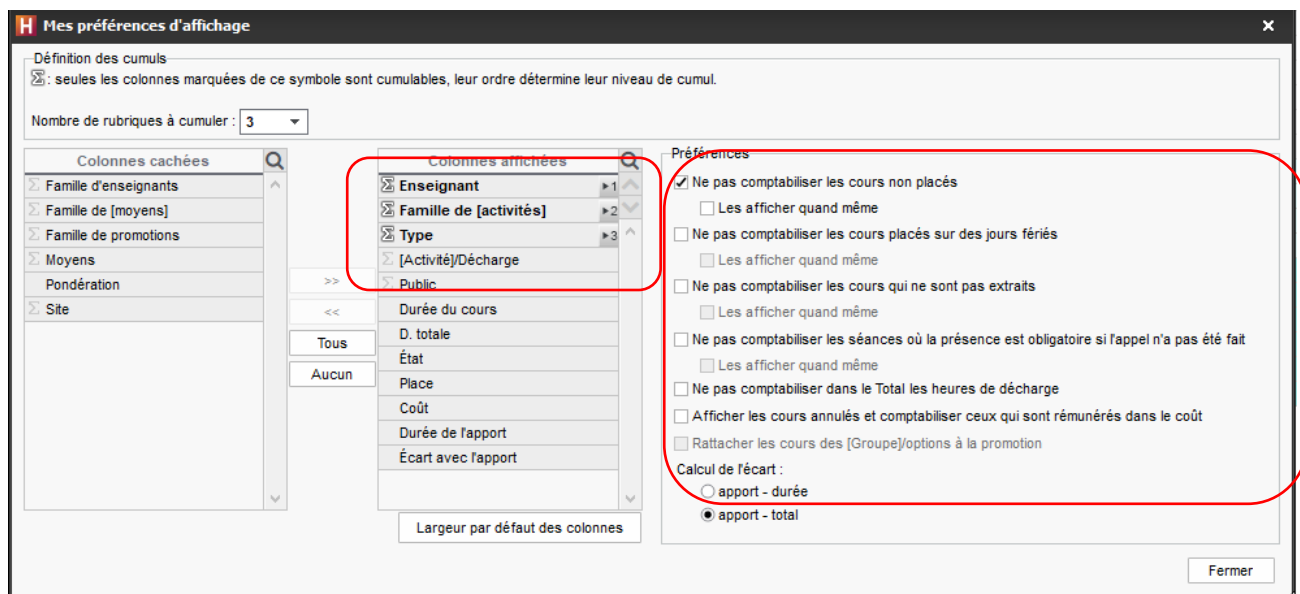 H Mes préférences d'affichage ×
Définition des cumuls
Σ : seules les colonnes marquées de ce symbole sont cumulables, leur ordre détermine leur niveau de cumul.
Nombre de rubriques à cumuler : 3
Colonnes cachées
Σ Famille d'enseignants
Σ Famille de [moyens]
Σ Famille de promotions
Σ Moyens
Pondération
Σ Site
>>
<<
Tous
Aucun
Colonnes affichées
Σ Enseignant ▸1
Σ Famille de [activités] ▸2
Σ Type ▸3
Σ [Activité]/Décharge
Σ Public
Durée du cours
D. totale
État
Place
Coût
Durée de l'apport
Écart avec l'apport
Largeur par défaut des colonnes
Préférences
Ne pas comptabiliser les cours non placés
Les afficher quand même
Ne pas comptabiliser les cours placés sur des jours fériés
Les afficher quand même
Ne pas comptabiliser les cours qui ne sont pas extraits
Les afficher quand même
Ne pas comptabiliser les séances où la présence est obligatoire si l'appel n'a pas été fait
Les afficher quand même
Ne pas comptabiliser dans le Total les heures de décharge
Afficher les cours annulés et comptabiliser ceux qui sont rémunérés dans le coût
Rattacher les cours des [Groupe]/options à la promotion
Calcul de l'écart :
apport - durée
apport - total
Fermer